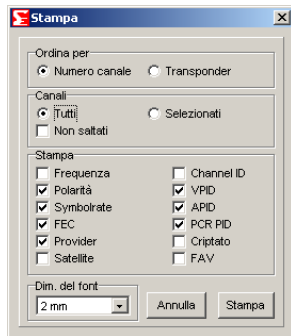 Stampa
Ordina per
Numero canale Transponder
Canali
Tutti Selezionati
Non saltati
Stampa
Frequenza Channel ID
Polarità VPID
Symbolrate APID
FEC PCR PID
Provider Criptato
Satellite FAV
Dim. del font
2 mm Annulla Stampa